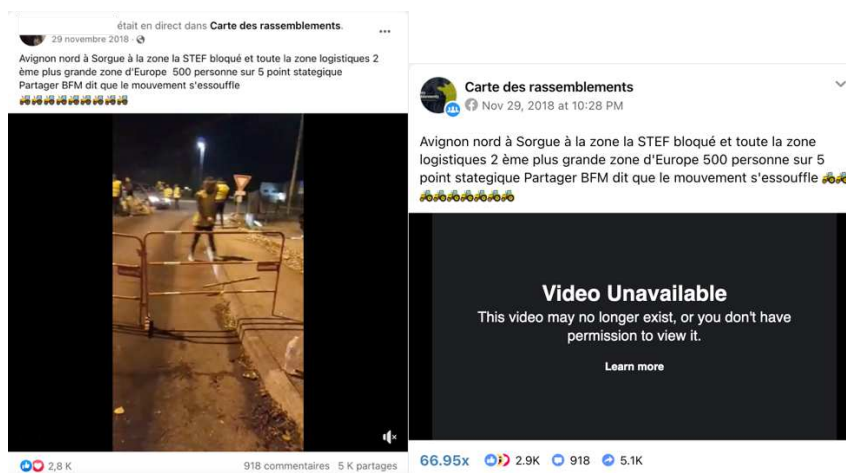 était en direct dans Carte des rassemblements.
29 novembre 2018 ·
Avignon nord à Sorgue à la zone la STEF bloqué et toute la zone logistiques 2
ème plus grande zone d'Europe 500 personne sur 5 point stategique
Partager BFM dit que le mouvement s'essouffle
🚜🚜🚜🚜🚜🚜🚜🚜🚜
2,8 K
918 commentaires 5 K partages
Carte des rassemblements
Nov 29, 2018 at 10:28 PM
Avignon nord à Sorgue à la zone la STEF bloqué et toute la zone
logistiques 2 ème plus grande zone d'Europe 500 personne sur 5
point stategique Partager BFM dit que le mouvement s'essouffle 🚜🚜
🚜🚜🚜🚜🚜🚜🚜
Video Unavailable
This video may no longer exist, or you don't have
permission to view it.
Learn more
66.95x 2.9K 918 5.1K